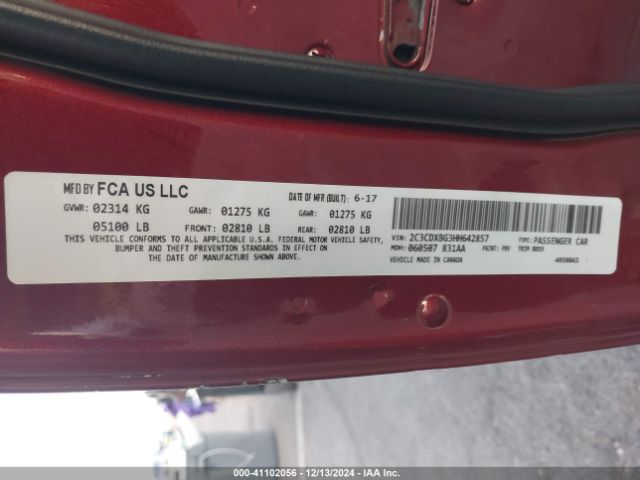 MFD BY FCA US LLC DATE OF MFR (BUILT): 6-17
GVWR: 02314 KG GAWR: 01275 KG GAWR: 01275 KG
05100 LB FRONT: 02810 LB REAR: 02810 LB
THIS VEHICLE CONFORMS TO ALL APPLICABLE U.S.A. FEDERAL MOTOR VEHICLE SAFETY,
BUMPER AND THEFT PREVENTION STANDARDS IN EFFECT ON
THE DATE OF MANUFACTURE SHOWN ABOVE.
VIN: 2C3CDXBG3HH642857 TYPE: PASSENGER CAR
MDH: 060507 831AA PAINT: PRV TRIM
VEHICLE MADE IN CANADA
000-41102056 - 12/13/2024 - IAA Inc.